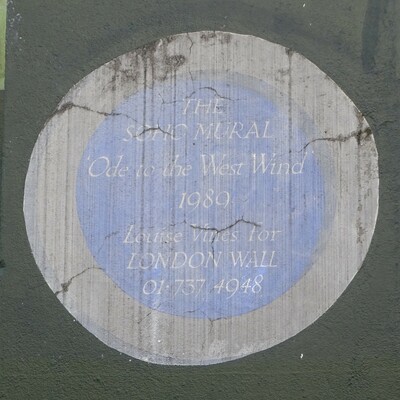 THE
SOHO MURAL
'Ode to the West Wind'
1989
Louise Vines for
LONDON WALL
01·737 4948